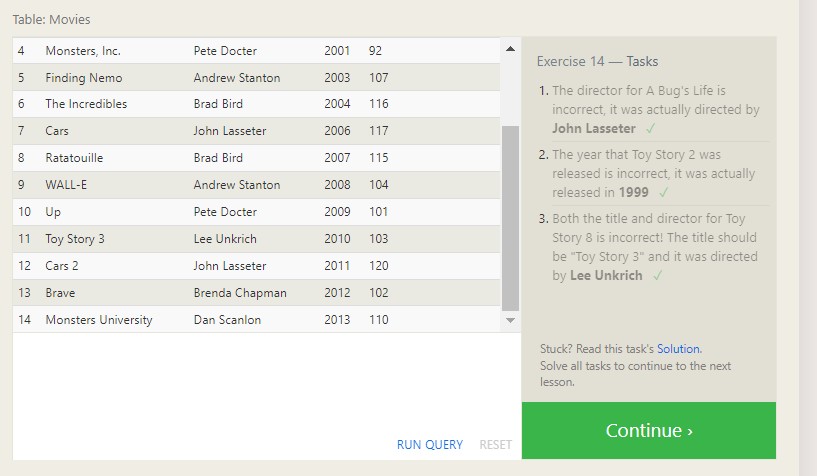 Table: Movies
4 Monsters, Inc. Pete Docter 2001 92
5 Finding Nemo Andrew Stanton 2003 107
6 The Incredibles Brad Bird 2004 116
7 Cars John Lasseter 2006 117
8 Ratatouille Brad Bird 2007 115
9 WALL-E Andrew Stanton 2008 104
10 Up Pete Docter 2009 101
11 Toy Story 3 Lee Unkrich 2010 103
12 Cars 2 John Lasseter 2011 120
13 Brave Brenda Chapman 2012 102
14 Monsters University Dan Scanlon 2013 110
RUN QUERY RESET
Exercise 14 — Tasks
1. The director for A Bug's Life is
incorrect, it was actually directed by
John Lasseter ✓
2. The year that Toy Story 2 was
released is incorrect, it was actually
released in 1999 ✓
3. Both the title and director for Toy
Story 8 is incorrect! The title should
be "Toy Story 3" and it was directed
by Lee Unkrich ✓
Stuck? Read this task's Solution.
Solve all tasks to continue to the next
lesson.
Continue ›